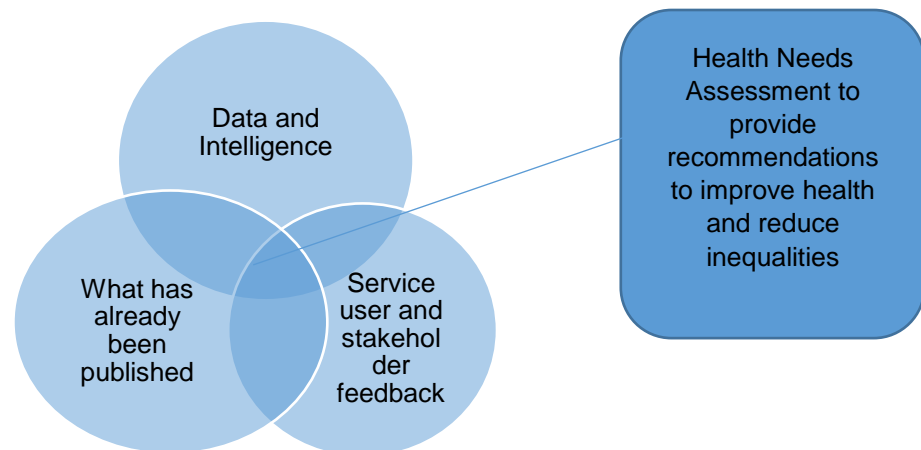 Data and
Intelligence
Health Needs
Assessment to
provide
recommendations
to improve health
and reduce
inequalities
What has
already
been
published
Service
user and
stakehol
der
feedback